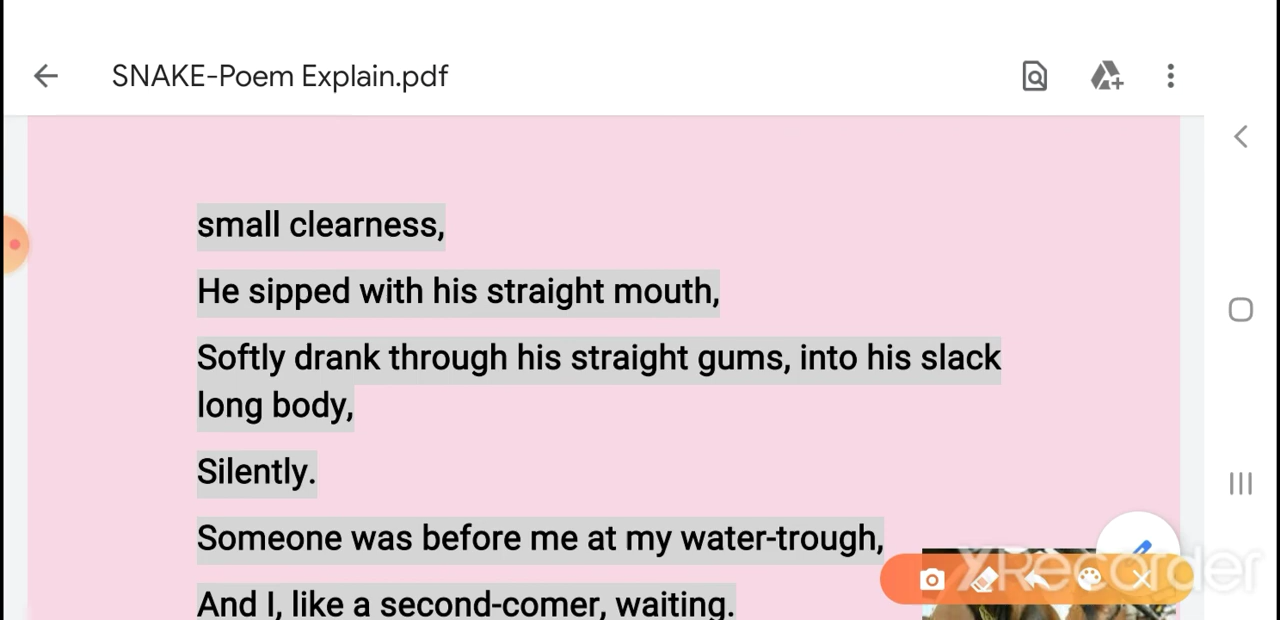 SNAKE-Poem Explain.pdf
small clearness,
He sipped with his straight mouth,
Softly drank through his straight gums, into his slack
long body,
Silently.
Someone was before me at my water-trough,
And I, like a second-comer, waiting.
XRecorder